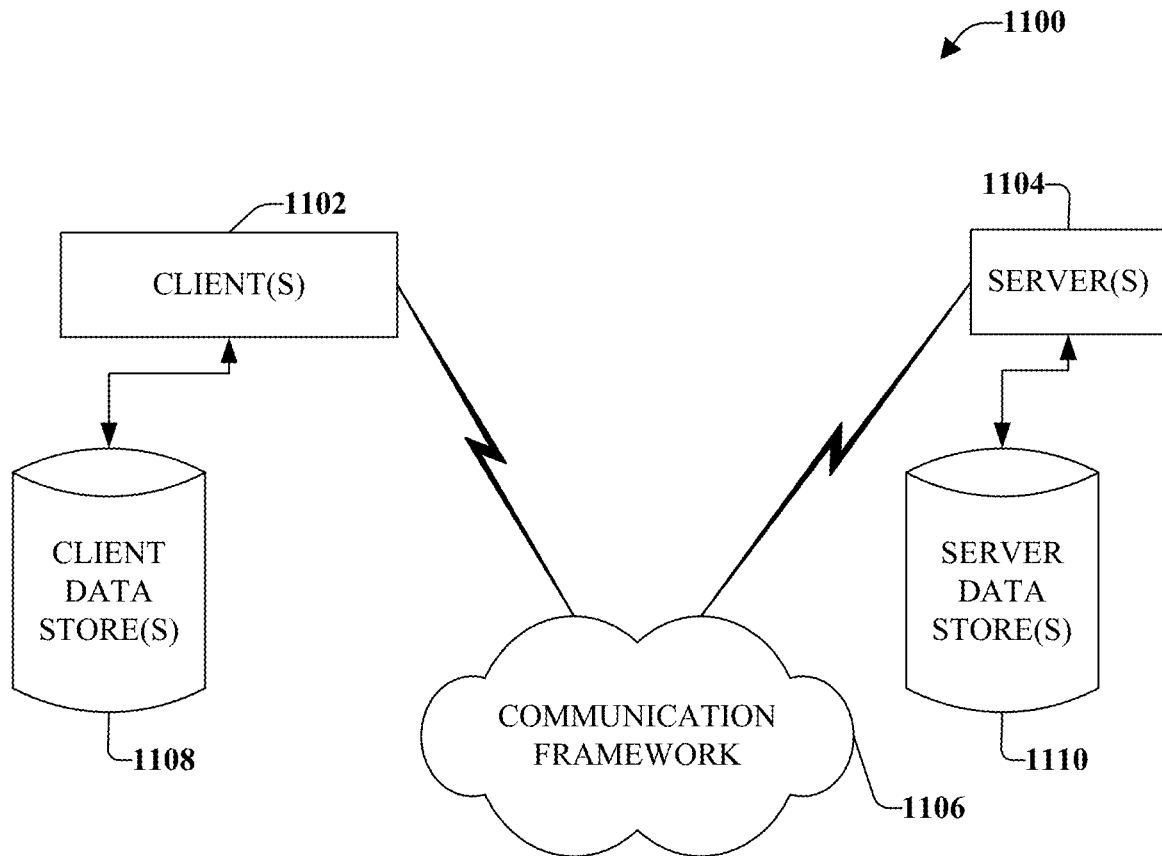 1100
1102
1104
CLIENT(S)
SERVER(S)
CLIENT
DATA
STORE(S)
SERVER
DATA
STORE(S)
COMMUNICATION
FRAMEWORK
1108
1110
1106